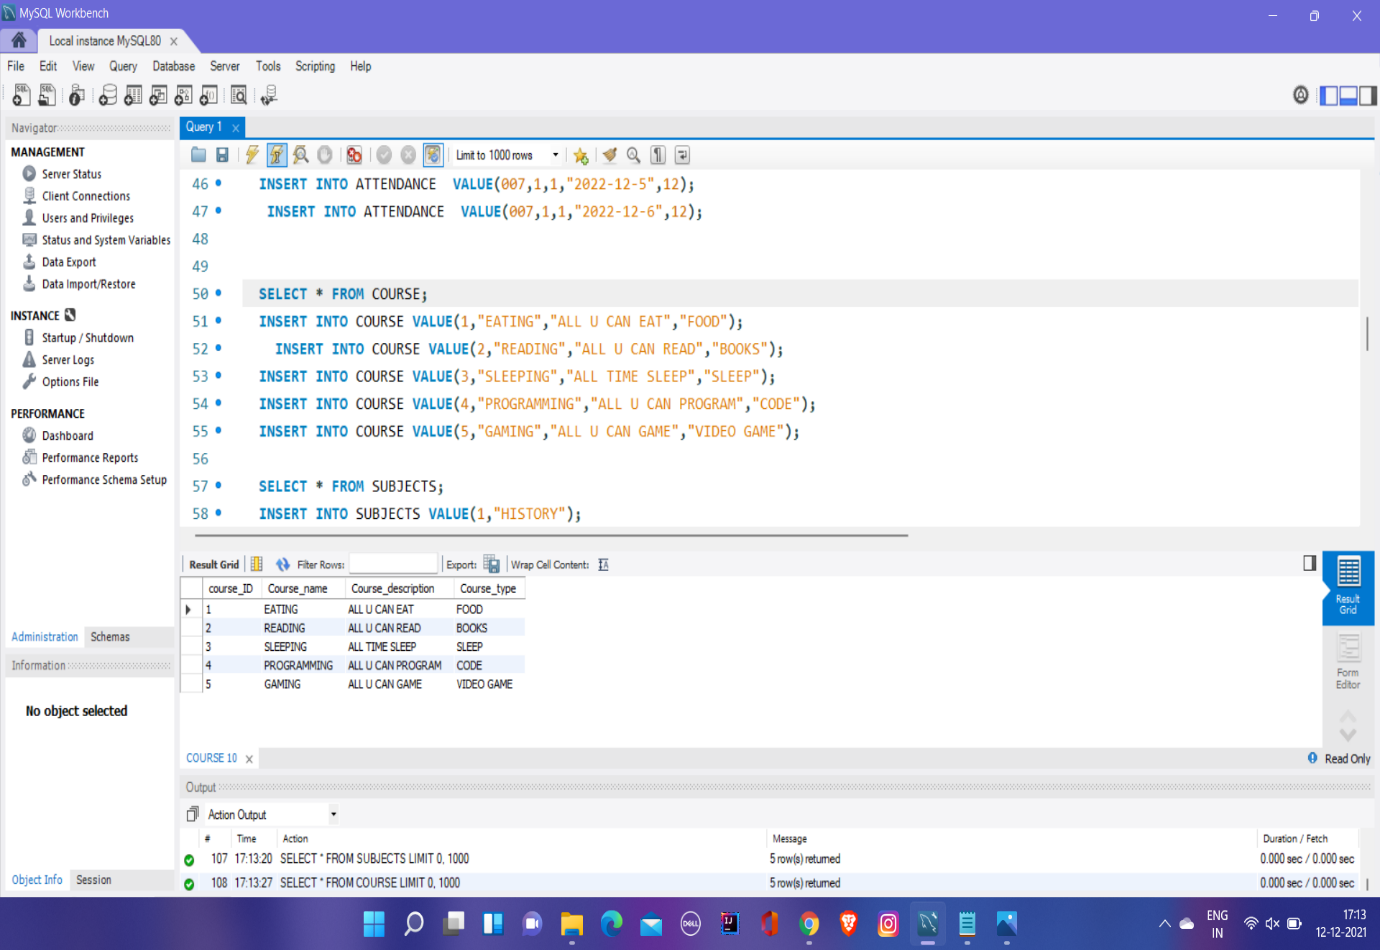 MySQL Workbench
Local instance MySQL80
File Edit View Query Database Server Tools Scripting Help
Navigator
MANAGEMENT
Server Status
Client Connections
Users and Privileges
Status and System Variables
Data Export
Data Import/Restore
INSTANCE
Startup / Shutdown
Server Logs
Options File
PERFORMANCE
Dashboard
Performance Reports
Performance Schema Setup
Administration Schemas
Information
No object selected
Object Info Session
Query 1
Limit to 1000 rows
46 INSERT INTO ATTENDANCE VALUE(007,1,1,"2022-12-5",12);
47 INSERT INTO ATTENDANCE VALUE(007,1,1,"2022-12-6",12);
48
49
50 SELECT * FROM COURSE;
51 INSERT INTO COURSE VALUE(1,"EATING","ALL U CAN EAT","FOOD");
52 INSERT INTO COURSE VALUE(2,"READING","ALL U CAN READ","BOOKS");
53 INSERT INTO COURSE VALUE(3,"SLEEPING","ALL TIME SLEEP","SLEEP");
54 INSERT INTO COURSE VALUE(4,"PROGRAMMING","ALL U CAN PROGRAM","CODE");
55 INSERT INTO COURSE VALUE(5,"GAMING","ALL U CAN GAME","VIDEO GAME");
56
57 SELECT * FROM SUBJECTS;
58 INSERT INTO SUBJECTS VALUE(1,"HISTORY");
Result Grid Filter Rows: Export: Wrap Cell Content:
course_ID Course_name Course_description Course_type
1 EATING ALL U CAN EAT FOOD
2 READING ALL U CAN READ BOOKS
3 SLEEPING ALL TIME SLEEP SLEEP
4 PROGRAMMING ALL U CAN PROGRAM CODE
5 GAMING ALL U CAN GAME VIDEO GAME
Result
Grid
Form
Editor
COURSE 10
Read Only
Output
Action Output
# Time Action Message Duration / Fetch
107 17:13:20 SELECT * FROM SUBJECTS LIMIT 0, 1000 5 row(s) returned 0.000 sec / 0.000 sec
108 17:13:27 SELECT * FROM COURSE LIMIT 0, 1000 5 row(s) returned 0.000 sec / 0.000 sec
DELL
IJ
ENG
IN
17:13
12-12-2021